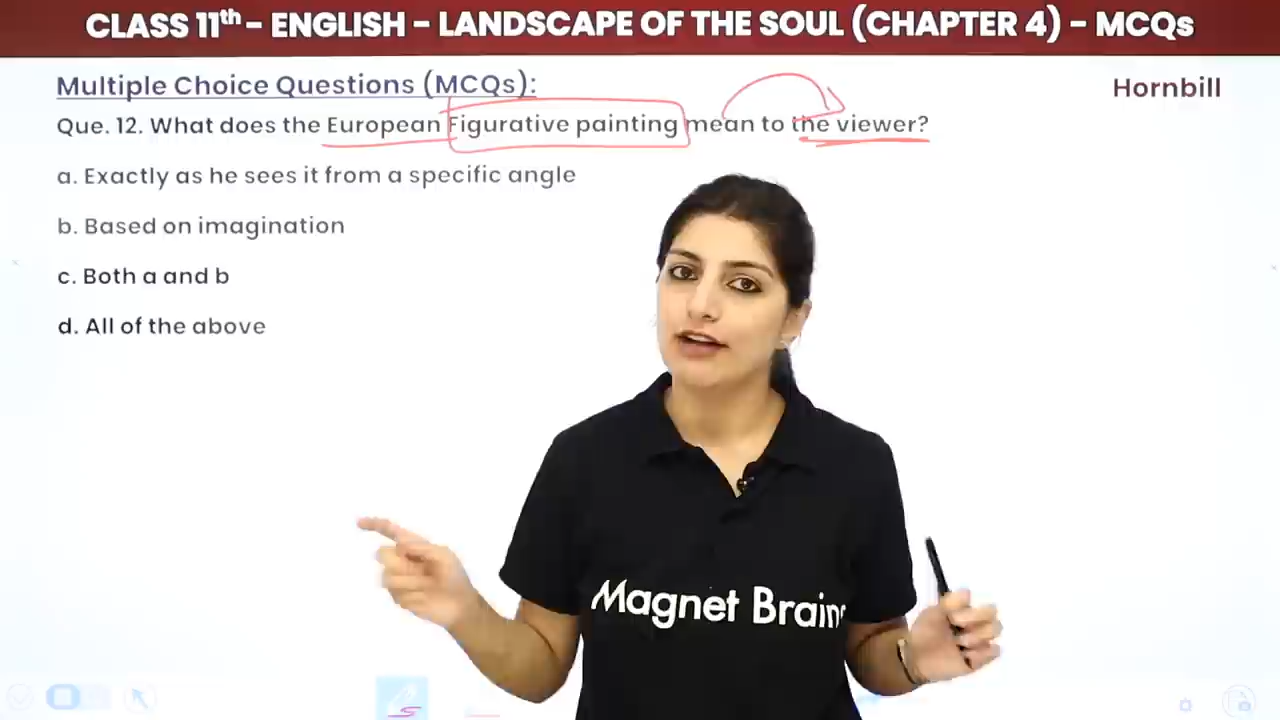 CLASS 11th - ENGLISH - LANDSCAPE OF THE SOUL (CHAPTER 4) - MCQs
Multiple Choice Questions (MCQs):
Hornbill
Que. 12. What does the European Figurative painting mean to the viewer?
a. Exactly as he sees it from a specific angle
b. Based on imagination
c. Both a and b
d. All of the above
Magnet Brains